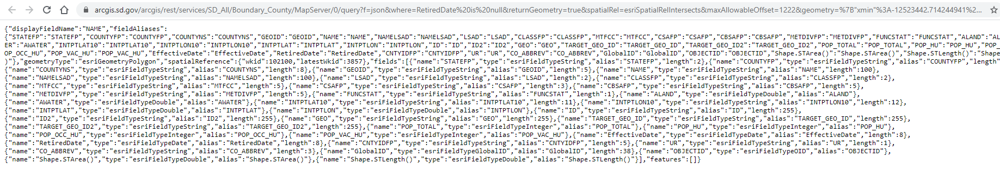 arcgis.sd.gov/arcgis/rest/services/SD_All/Boundary_County/MapServer/0/query?f=json&where=RetiredDate%20is%20null&returnGeometry=true&spatialRel=esriSpatialRelIntersects&maxAllowableOffset=1222&geometry=%7B"xmin"%3A-12523442.714244941%2...
{"displayFieldName":"NAME","fieldAliases":
{"STATEFP":"STATEFP","COUNTYFP":"COUNTYFP","COUNTYNS":"COUNTYNS","GEOID":"GEOID","NAME":"NAME","NAMELSAD":"NAMELSAD","LSAD":"LSAD","CLASSFP":"CLASSFP","MTFCC":"MTFCC","CSAFP":"CSAFP","CBSAFP":"CBSAFP","METDIVFP":"METDIVFP","FUNCSTAT":"FUNCSTAT","ALAND":"AL
ER":"AWATER","INTPTLAT10":"INTPTLAT10","INTPTLON10":"INTPTLON10","INTPTLAT":"INTPTLAT","INTPTLON":"INTPTLON","ID":"ID","ID2":"ID2","GEO":"GEO","TARGET_GEO_ID":"TARGET_GEO_ID","TARGET_GEO_ID2":"TARGET_GEO_ID2","POP_TOTAL":"POP_TOTAL","POP_HU":"POP_HU","PO
OP_OCC_HU","POP_VAC_HU":"POP_VAC_HU","EffectiveDate":"EffectiveDate","RetiredDate":"RetiredDate","CNTYIDFP":"CNTYIDFP","UR":"UR","CO_ABBREV":"CO_ABBREV","GlobalID":"GlobalID","OBJECTID":"OBJECTID","Shape.STArea()":"Shape.STArea()","Shape.STLength()":"Shape
)"},"geometryType":"esriGeometryPolygon","spatialReference":{"wkid":102100,"latestWkid":3857},"fields":[{"name":"STATEFP","type":"esriFieldTypeString","alias":"STATEFP","length":2},{"name":"COUNTYFP","type":"esriFieldTypeString","alias":"COUNTYFP","length"
{"name":"COUNTYNS","type":"esriFieldTypeString","alias":"COUNTYNS","length":8},{"name":"GEOID","type":"esriFieldTypeString","alias":"GEOID","length":5},{"name":"NAME","type":"esriFieldTypeString","alias":"NAME","length":100},
{"name":"NAMELSAD","type":"esriFieldTypeString","alias":"NAMELSAD","length":100},{"name":"LSAD","type":"esriFieldTypeString","alias":"LSAD","length":2},{"name":"CLASSFP","type":"esriFieldTypeString","alias":"CLASSFP","length":2},
{"name":"MTFCC","type":"esriFieldTypeString","alias":"MTFCC","length":5},{"name":"CSAFP","type":"esriFieldTypeString","alias":"CSAFP","length":3},{"name":"CBSAFP","type":"esriFieldTypeString","alias":"CBSAFP","length":5},
{"name":"METDIVFP","type":"esriFieldTypeString","alias":"METDIVFP","length":5},{"name":"FUNCSTAT","type":"esriFieldTypeString","alias":"FUNCSTAT","length":1},{"name":"ALAND","type":"esriFieldTypeDouble","alias":"ALAND"},
{"name":"AWATER","type":"esriFieldTypeDouble","alias":"AWATER"},{"name":"INTPTLAT10","type":"esriFieldTypeString","alias":"INTPTLAT10","length":11},{"name":"INTPTLON10","type":"esriFieldTypeString","alias":"INTPTLON10","length":12},
{"name":"INTPTLAT","type":"esriFieldTypeDouble","alias":"INTPTLAT"},{"name":"INTPTLON","type":"esriFieldTypeDouble","alias":"INTPTLON"},{"name":"ID","type":"esriFieldTypeString","alias":"ID","length":255},
{"name":"ID2","type":"esriFieldTypeString","alias":"ID2","length":255},{"name":"GEO","type":"esriFieldTypeString","alias":"GEO","length":255},{"name":"TARGET_GEO_ID","type":"esriFieldTypeString","alias":"TARGET_GEO_ID","length":255},
{"name":"TARGET_GEO_ID2","type":"esriFieldTypeString","alias":"TARGET_GEO_ID2","length":255},{"name":"POP_TOTAL","type":"esriFieldTypeInteger","alias":"POP_TOTAL"},{"name":"POP_HU","type":"esriFieldTypeInteger","alias":"POP_HU"},
{"name":"POP_OCC_HU","type":"esriFieldTypeInteger","alias":"POP_OCC_HU"},{"name":"POP_VAC_HU","type":"esriFieldTypeInteger","alias":"POP_VAC_HU"},{"name":"EffectiveDate","type":"esriFieldTypeDate","alias":"EffectiveDate","length":8},
{"name":"RetiredDate","type":"esriFieldTypeDate","alias":"RetiredDate","length":8},{"name":"CNTYIDFP","type":"esriFieldTypeString","alias":"CNTYIDFP","length":5},{"name":"UR","type":"esriFieldTypeString","alias":"UR","length":1},
{"name":"CO_ABBREV","type":"esriFieldTypeString","alias":"CO_ABBREV","length":3},{"name":"GlobalID","type":"esriFieldTypeGlobalID","alias":"GlobalID","length":38},{"name":"OBJECTID","type":"esriFieldTypeOID","alias":"OBJECTID"},
{"name":"Shape.STArea()","type":"esriFieldTypeDouble","alias":"Shape.STArea()"},{"name":"Shape.STLength()","type":"esriFieldTypeDouble","alias":"Shape.STLength()"}],"features":[]}